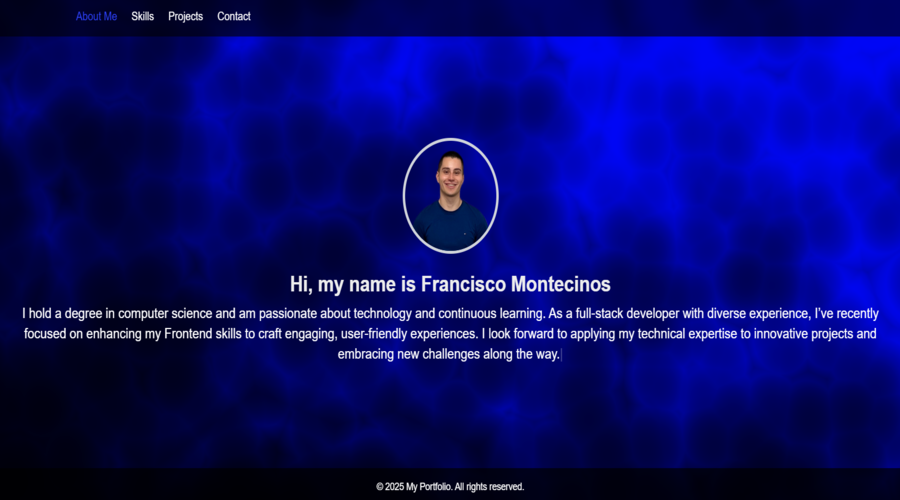 About Me Skills Projects Contact
Hi, my name is Francisco Montecinos
I hold a degree in computer science and am passionate about technology and continuous learning. As a full-stack developer with diverse experience, I've recently
focused on enhancing my Frontend skills to craft engaging, user-friendly experiences. I look forward to applying my technical expertise to innovative projects and
embracing new challenges along the way.
© 2025 My Portfolio. All rights reserved.